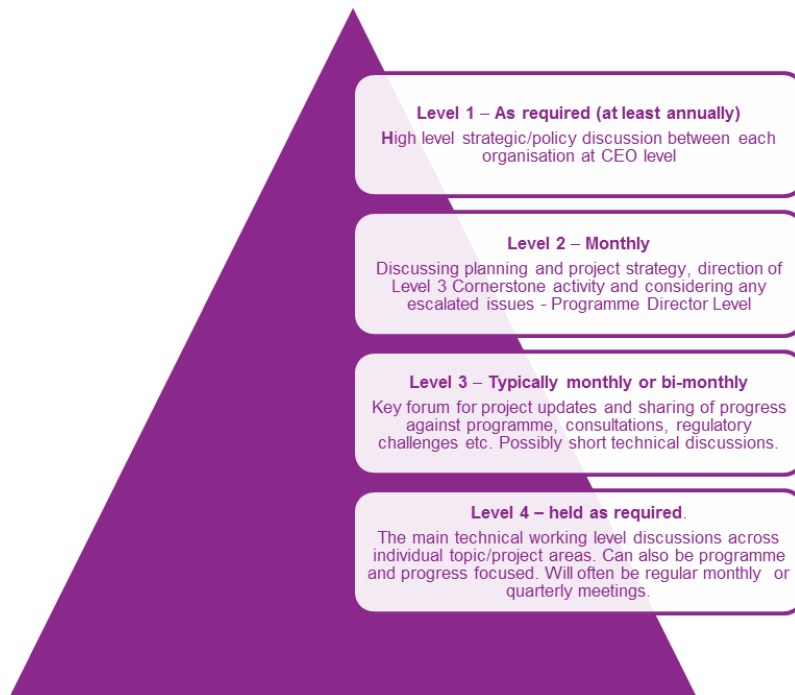 Level 1 – As required (at least annually)
High level strategic/policy discussion between each
organisation at CEO level
Level 2 – Monthly
Discussing planning and project strategy, direction of
Level 3 Cornerstone activity and considering any
escalated issues - Programme Director Level
Level 3 – Typically monthly or bi-monthly
Key forum for project updates and sharing of progress
against programme, consultations, regulatory
challenges etc. Possibly short technical discussions.
Level 4 – held as required.
The main technical working level discussions across
individual topic/project areas. Can also be programme
and progress focused. Will often be regular monthly or
quarterly meetings.